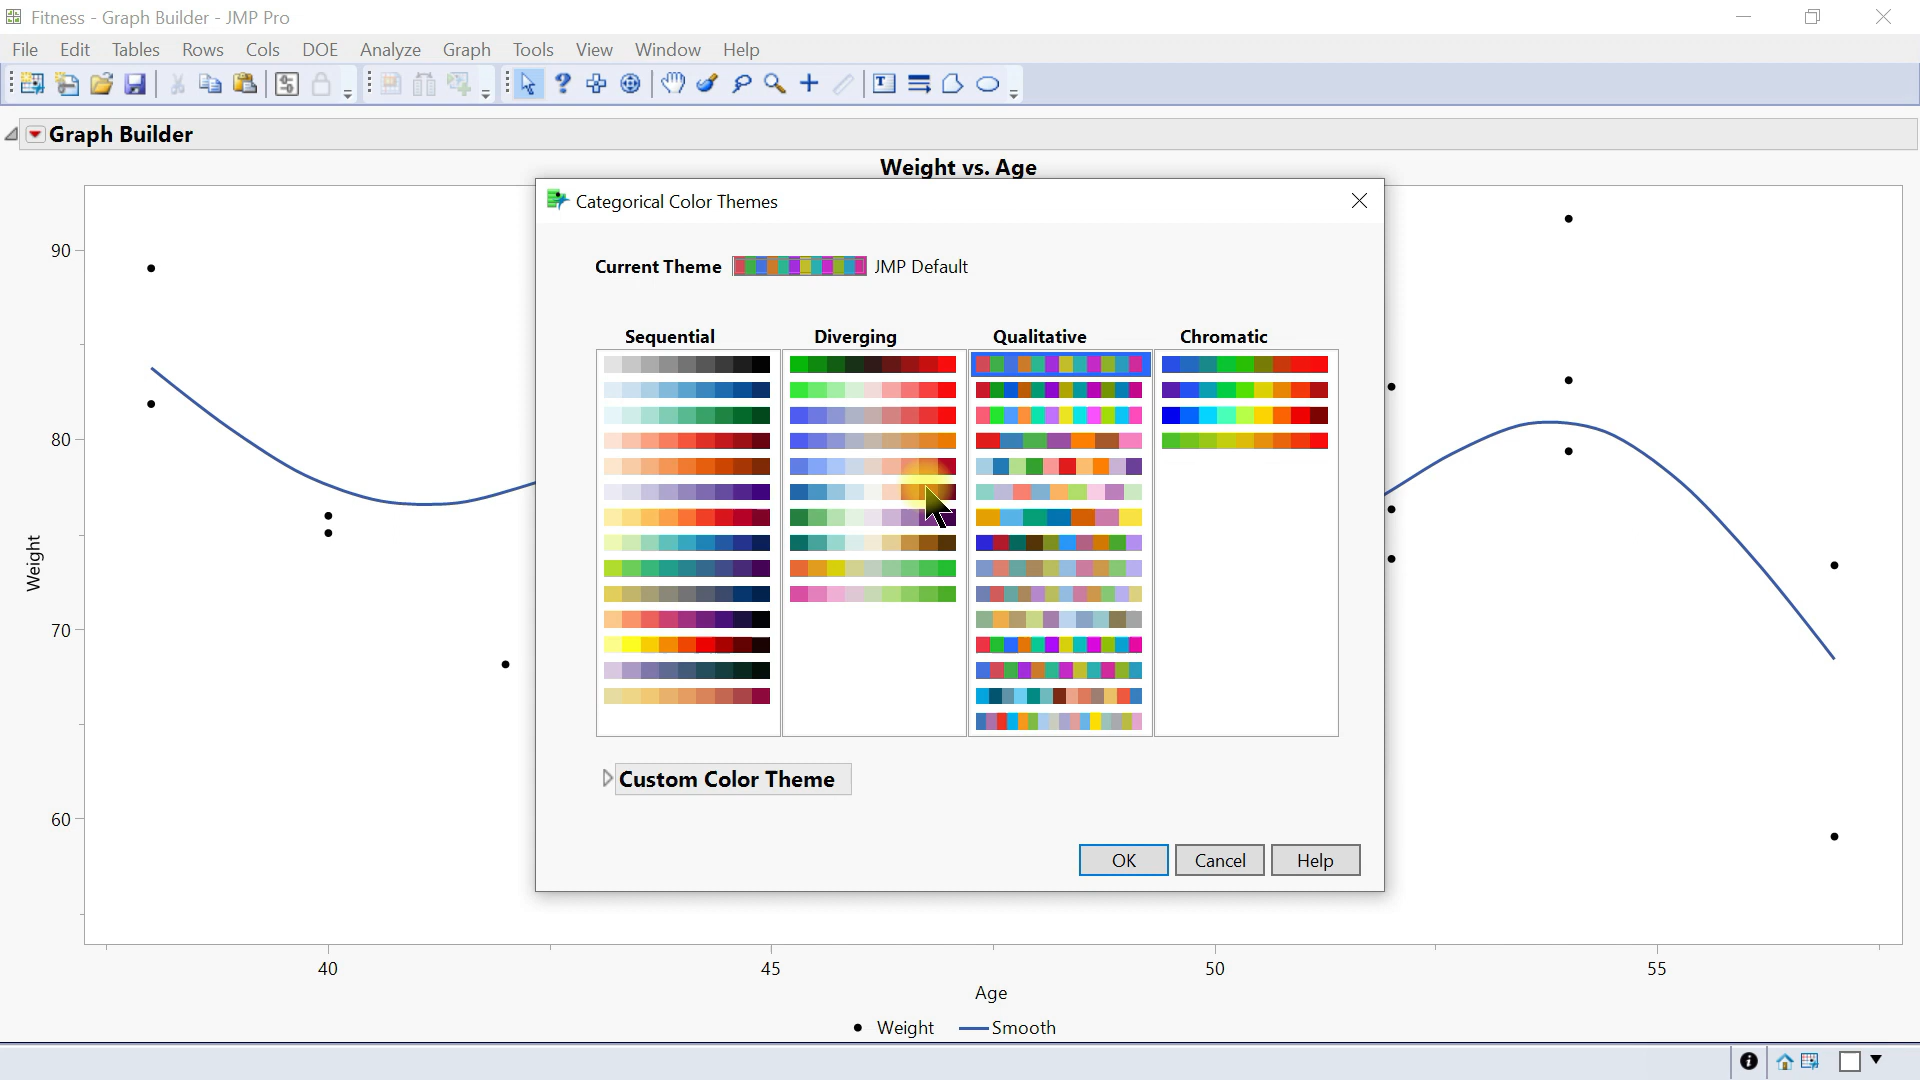 Fitness - Graph Builder - JMP Pro
File Edit Tables Rows Cols DOE Analyze Graph Tools View Window Help
Graph Builder
Weight vs. Age
Categorical Color Themes
Current Theme JMP Default
Sequential Diverging Qualitative Chromatic
Custom Color Theme
OK Cancel Help
90
80
70
60
Weight
40 45 50 55
Age
Weight Smooth